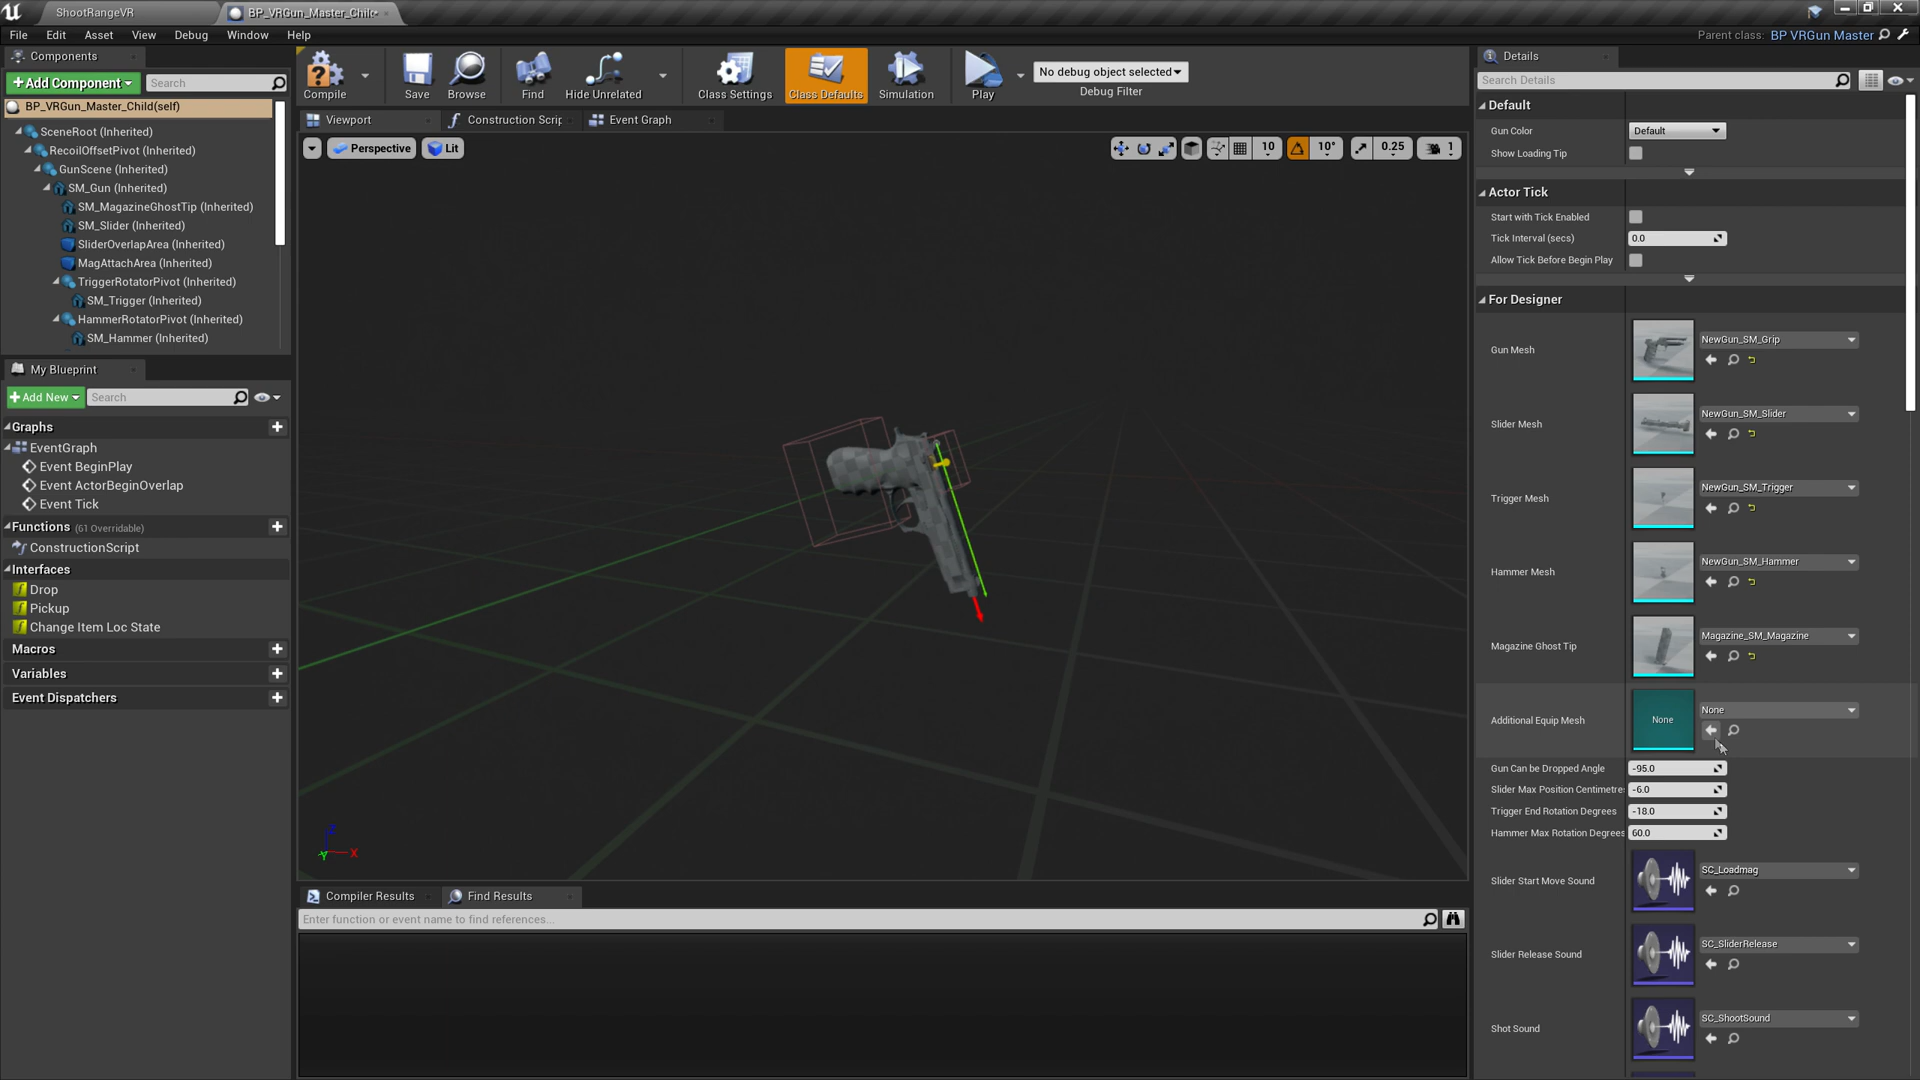 ShootRangeVR
BP_VRGun_Master_Child*
File Edit Asset View Debug Window Help
Parent class: BP VRGun Master
Components
+Add Component
Search
BP_VRGun_Master_Child(self)
SceneRoot (Inherited)
RecoilOffsetPivot (Inherited)
GunScene (Inherited)
SM_Gun (Inherited)
SM_MagazineGhostTip (Inherited)
SM_Slider (Inherited)
SliderOverlapArea (Inherited)
MagAttachArea (Inherited)
TriggerRotatorPivot (Inherited)
SM_Trigger (Inherited)
HammerRotatorPivot (Inherited)
SM_Hammer (Inherited)
My Blueprint
+Add New
Search
Graphs
EventGraph
Event BeginPlay
Event ActorBeginOverlap
Event Tick
Functions (61 Overridable)
ConstructionScript
Interfaces
Drop
Pickup
Change Item Loc State
Macros
Variables
Event Dispatchers
Compile
Save
Browse
Find
Hide Unrelated
Class Settings
Class Defaults
Simulation
Play
No debug object selected
Debug Filter
Viewport
Construction Scrip
Event Graph
Perspective
Lit
10
10°
0.25
1
Z
Y
X
Compiler Results
Find Results
Enter function or event name to find references...
Details
Search Details
Default
Gun Color
Default
Show Loading Tip
Actor Tick
Start with Tick Enabled
Tick Interval (secs)
0.0
Allow Tick Before Begin Play
For Designer
Gun Mesh
NewGun_SM_Grip
Slider Mesh
NewGun_SM_Slider
Trigger Mesh
NewGun_SM_Trigger
Hammer Mesh
NewGun_SM_Hammer
Magazine Ghost Tip
Magazine_SM_Magazine
Additional Equip Mesh
None
None
Gun Can be Dropped Angle
-95.0
Slider Max Position Centimetres
-6.0
Trigger End Rotation Degrees
-18.0
Hammer Max Rotation Degrees
60.0
Slider Start Move Sound
SC_Loadmag
Slider Release Sound
SC_SliderRelease
Shot Sound
SC_ShootSound